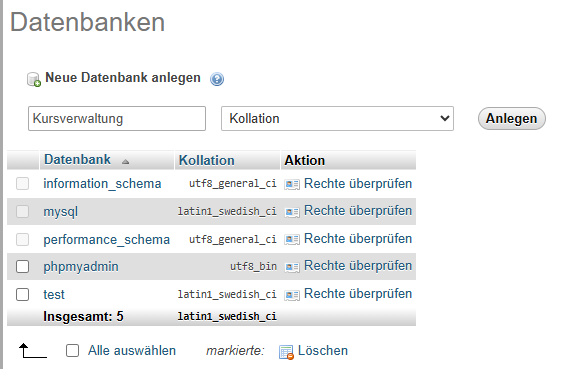 Datenbanken
Neue Datenbank anlegen
Kursverwaltung Kollation Anlegen
Datenbank Kollation Aktion
information_schema utf8_general_ci Rechte überprüfen
mysql latin1_swedish_ci Rechte überprüfen
performance_schema utf8_general_ci Rechte überprüfen
phpmyadmin utf8_bin Rechte überprüfen
test latin1_swedish_ci Rechte überprüfen
Insgesamt: 5 latin1_swedish_ci
Alle auswählen markierte: Löschen